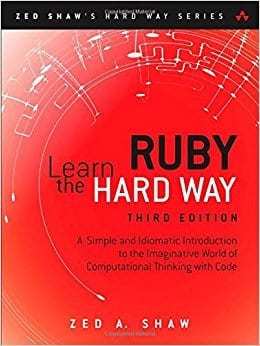 ZED SHAW'S HARD WAY SERIES
Learn RUBY
the HARD WAY
THIRD EDITION
A Simple and Idiomatic Introduction
to the Imaginative World of
Computational Thinking with Code
ZED A. SHAW